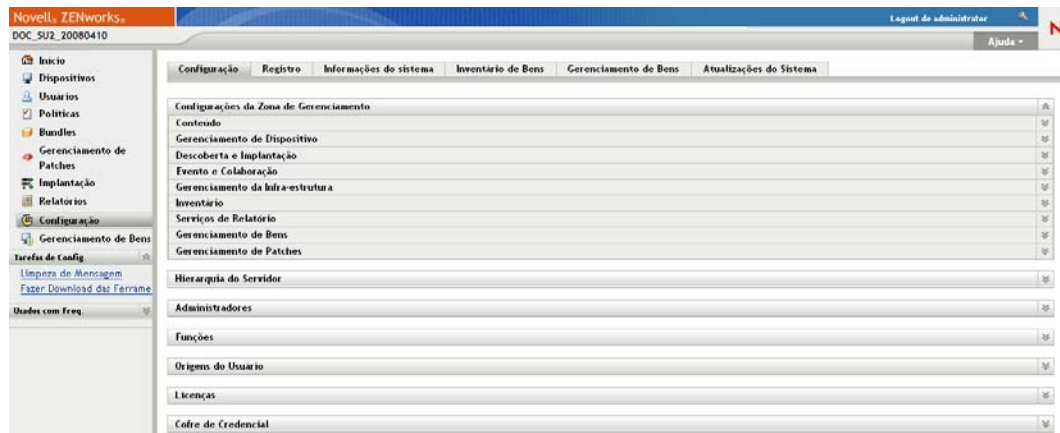 Novell® ZENworks®
Logout de administrator
DOC_SU2_20080410
Ajuda
Início
Dispositivos
Usuários
Políticas
Bundles
Gerenciamento de
Patches
Implantação
Relatórios
Configuração
Gerenciamento de Bens
Tarefas de Config.
Limpeza de Mensagem
Fazer Download das Ferrame
Usados com Freq.
Configuração Registro Informações do sistema Inventário de Bens Gerenciamento de Bens Atualizações do Sistema
Configurações da Zona de Gerenciamento
Conteúdo
Gerenciamento de Dispositivo
Descoberta e Implantação
Evento e Colaboração
Gerenciamento da Infra-estrutura
Inventário
Serviços de Relatório
Gerenciamento de Bens
Gerenciamento de Patches
Hierarquia do Servidor
Administradores
Funções
Origens do Usuário
Licenças
Cofre de Credencial